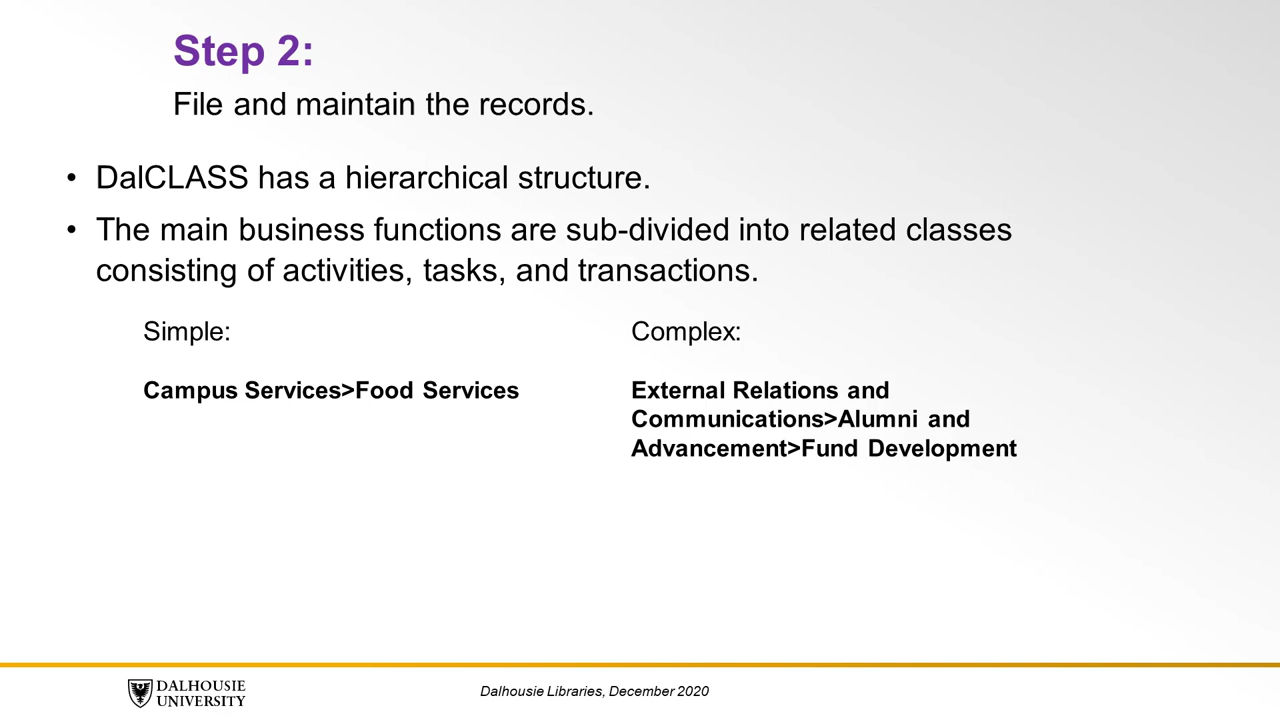 Step 2:
File and maintain the records.
• DalCLASS has a hierarchical structure.
• The main business functions are sub-divided into related classes
consisting of activities, tasks, and transactions.
Simple:
Campus Services>Food Services
Complex:
External Relations and
Communications>Alumni and
Advancement>Fund Development
DALHOUSIE
UNIVERSITY
Dalhousie Libraries, December 2020